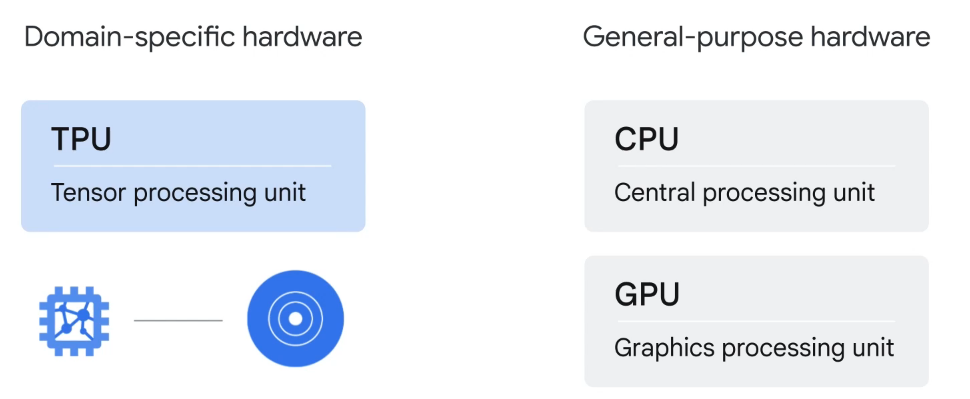 Domain-specific hardware
TPU
Tensor processing unit
General-purpose hardware
CPU
Central processing unit
GPU
Graphics processing unit